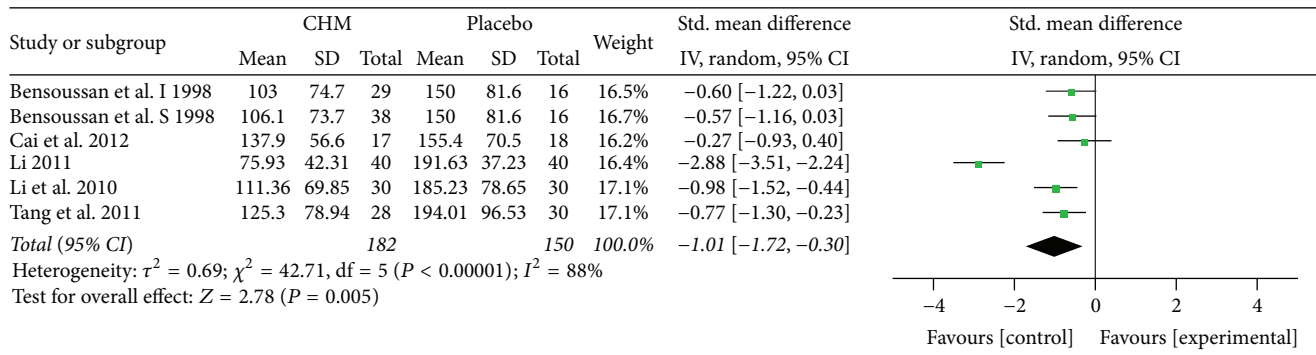 CHM Placebo Std. mean difference Std. mean difference
Study or subgroup Weight
Mean SD Total Mean SD Total IV, random, 95% CI IV, random, 95% CI
Bensoussan et al. I 1998 103 74.7 29 150 81.6 16 16.5% −0.60 [−1.22, 0.03]
Bensoussan et al. S 1998 106.1 73.7 38 150 81.6 16 16.7% −0.57 [−1.16, 0.03]
Cai et al. 2012 137.9 56.6 17 155.4 70.5 18 16.2% −0.27 [−0.93, 0.40]
Li 2011 75.93 42.31 40 191.63 37.23 40 16.4% −2.88 [−3.51, −2.24]
Li et al. 2010 111.36 69.85 30 185.23 78.65 30 17.1% −0.98 [−1.52, −0.44]
Tang et al. 2011 125.3 78.94 28 194.01 96.53 30 17.1% −0.77 [−1.30, −0.23]
Total (95% CI) 182 150 100.0% −1.01 [−1.72, −0.30]
Heterogeneity: τ² = 0.69; χ² = 42.71, df = 5 (P < 0.00001); I² = 88%
Test for overall effect: Z = 2.78 (P = 0.005)
−4 −2 0 2 4
Favours [control] Favours [experimental]